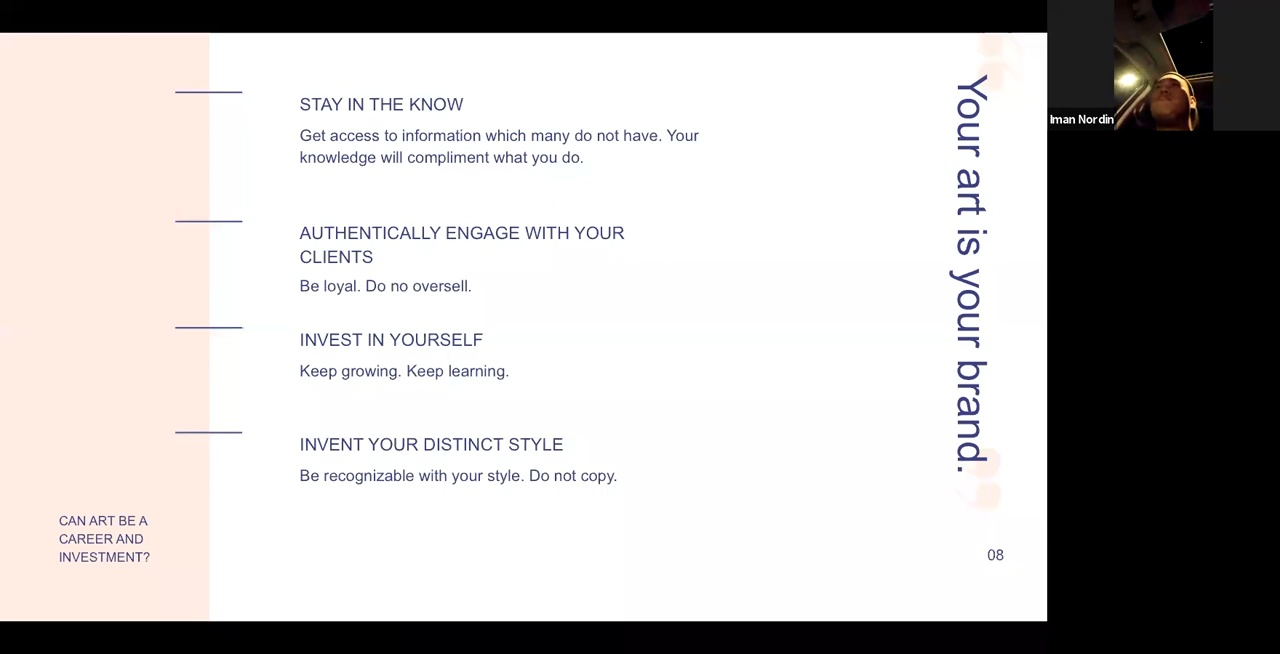 STAY IN THE KNOW
Get access to information which many do not have. Your
knowledge will compliment what you do.
AUTHENTICALLY ENGAGE WITH YOUR
CLIENTS
Be loyal. Do no oversell.
INVEST IN YOURSELF
Keep growing. Keep learning.
INVENT YOUR DISTINCT STYLE
Be recognizable with your style. Do not copy.
CAN ART BE A
CAREER AND
INVESTMENT?
Your art is your brand.
08
Iman Nordin